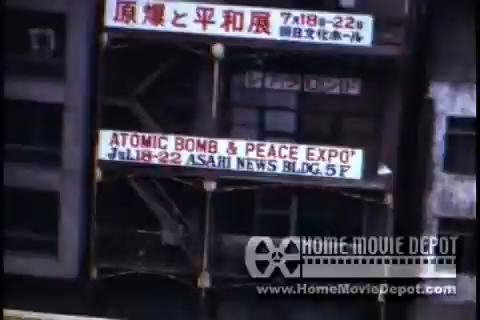 原爆と平和展 7月18日-22日
朝日文化ホール
ATOMIC BOMB & PEACE EXPO'
Jul.18-22 ASAHI NEWS BLDG. 5F
HOME MOVIE DEPOT
www.HomeMovieDepot.com